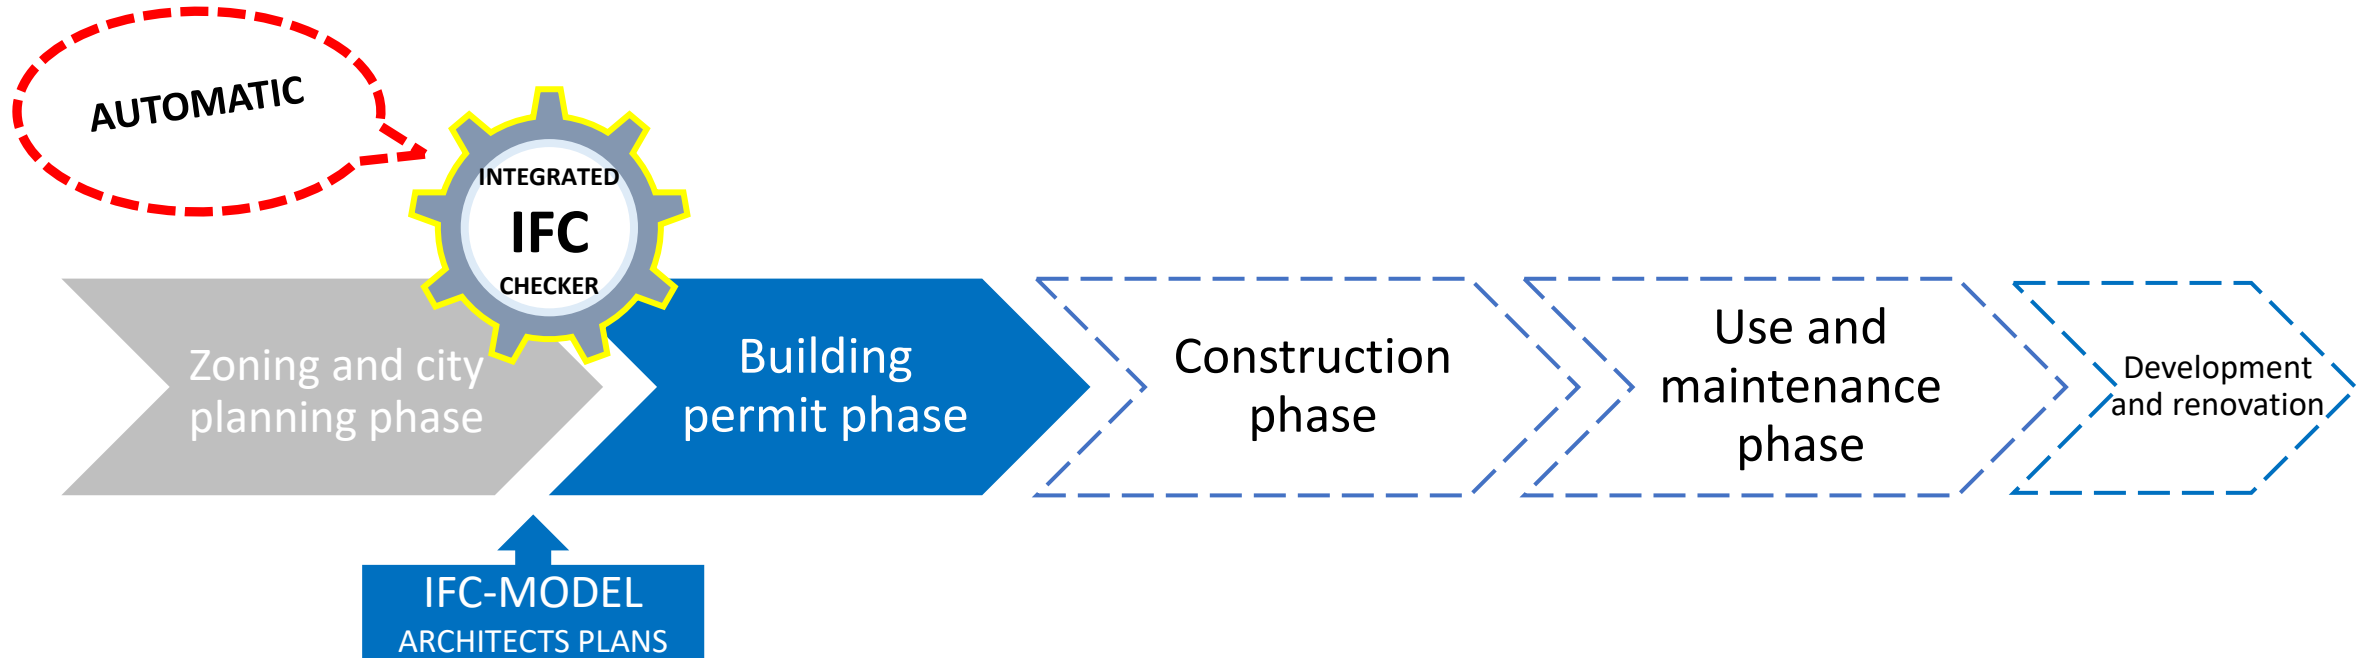 AUTOMATIC
INTEGRATED
IFC
CHECKER
Zoning and city
planning phase
Building
permit phase
Construction
phase
Use and
maintenance
phase
Development
and renovation
IFC-MODEL
ARCHITECTS PLANS